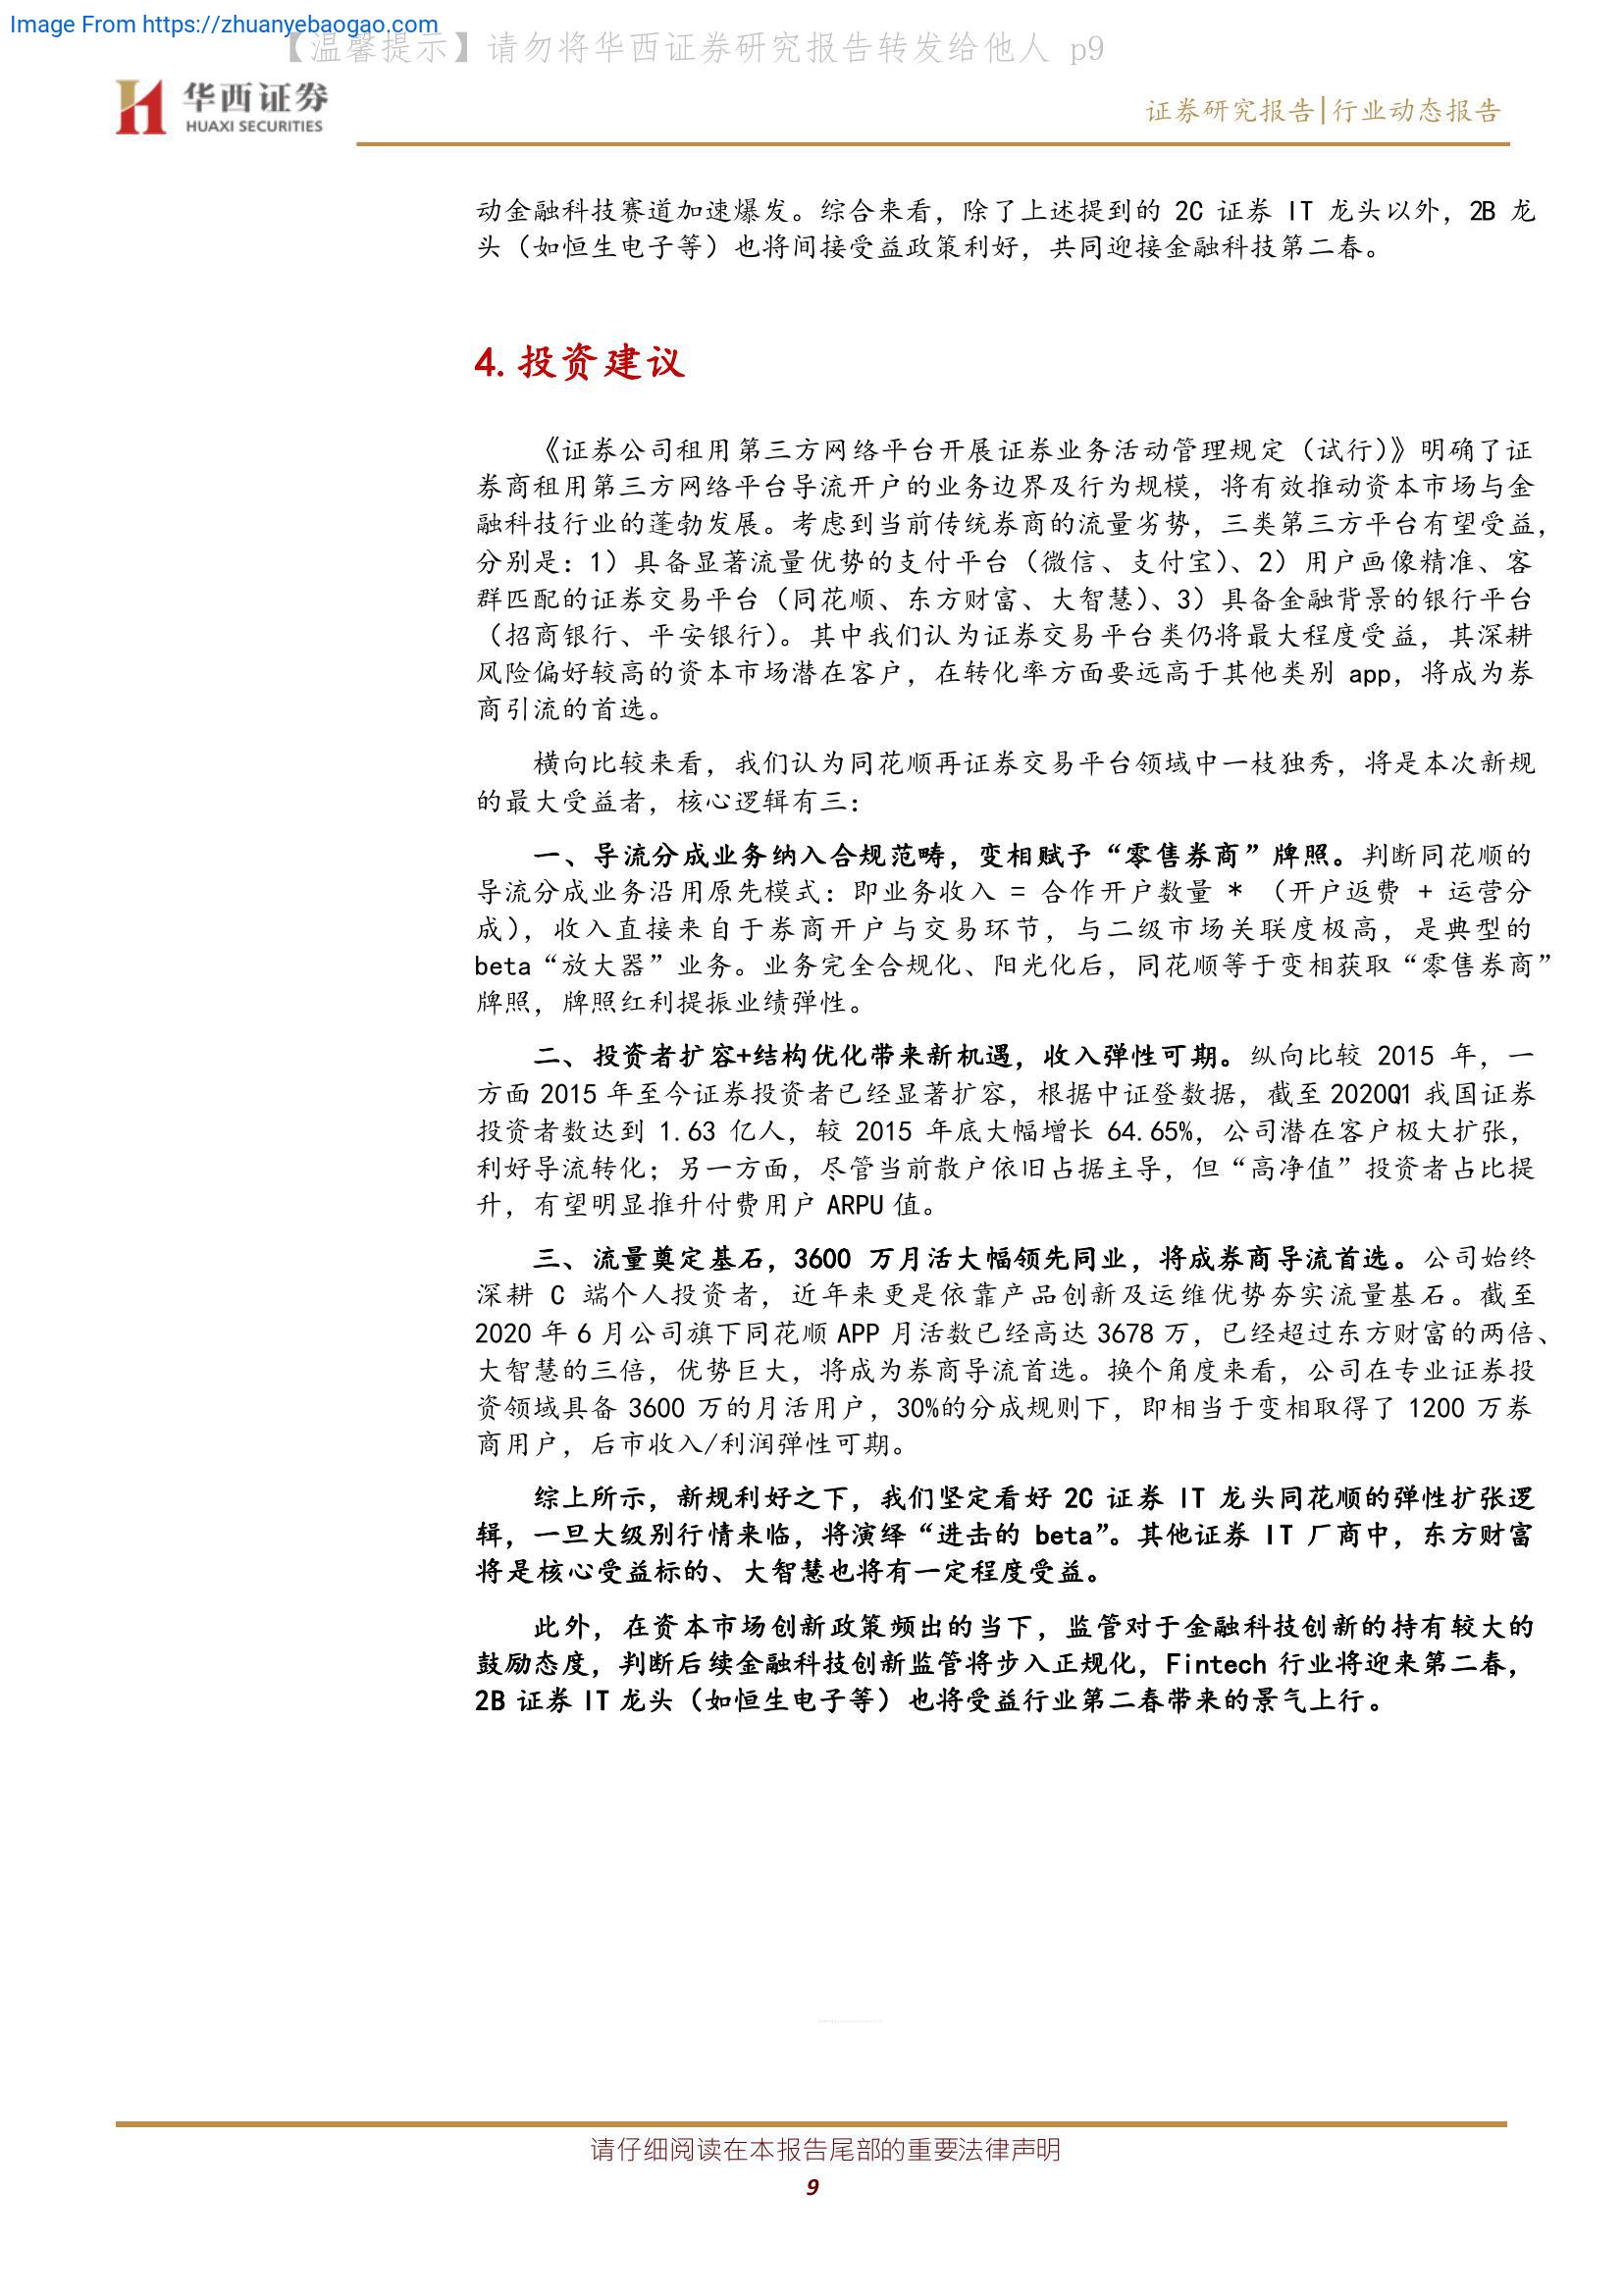 Image From https://zhuanyebaogao.com
【温馨提示】请勿将华西证券研究报告转发给他人 p9
华西证券
HUAXI SECURITIES
证券研究报告|行业动态报告
动金融科技赛道加速爆发。综合来看，除了上述提到的 2C 证券 IT 龙头以外，2B 龙
头（如恒生电子等）也将间接受益政策利好，共同迎接金融科技第二春。
4. 投资建议
《证券公司租用第三方网络平台开展证券业务活动管理规定（试行）》明确了证
券商租用第三方网络平台导流开户的业务边界及行为规模，将有效推动资本市场与金
融科技行业的蓬勃发展。考虑到当前传统券商的流量劣势，三类第三方平台有望受益，
分别是：1）具备显著流量优势的支付平台（微信、支付宝）、2）用户画像精准、客
群匹配的证券交易平台（同花顺、东方财富、大智慧）、3）具备金融背景的银行平台
（招商银行、平安银行）。其中我们认为证券交易平台类仍将最大程度受益，其深耕
风险偏好较高的资本市场潜在客户，在转化率方面要远高于其他类别 app，将成为券
商引流的首选。
横向比较来看，我们认为同花顺再证券交易平台领域中一枝独秀，将是本次新规
的最大受益者，核心逻辑有三：
一、导流分成业务纳入合规范畴，变相赋予“零售券商”牌照。判断同花顺的
导流分成业务沿用原先模式：即业务收入 = 合作开户数量 * （开户返费 + 运营分
成），收入直接来自于券商开户与交易环节，与二级市场关联度极高，是典型的
beta“放大器”业务。业务完全合规化、阳光化后，同花顺等于变相获取“零售券商”
牌照，牌照红利提振业绩弹性。
二、投资者扩容+结构优化带来新机遇，收入弹性可期。纵向比较 2015 年，一
方面 2015 年至今证券投资者已经显著扩容，根据中证登数据，截至 2020Q1 我国证券
投资者数达到 1.63 亿人，较 2015 年底大幅增长 64.65%，公司潜在客户极大扩张，
利好导流转化；另一方面，尽管当前散户依旧占据主导，但“高净值”投资者占比提
升，有望明显推升付费用户 ARPU 值。
三、流量奠定基石，3600 万月活大幅领先同业，将成券商导流首选。公司始终
深耕 C 端个人投资者，近年来更是依靠产品创新及运维优势夯实流量基石。截至
2020 年 6 月公司旗下同花顺 APP 月活数已经高达 3678 万，已经超过东方财富的两倍、
大智慧的三倍，优势巨大，将成为券商导流首选。换个角度来看，公司在专业证券投
资领域具备 3600 万的月活用户，30%的分成规则下，即相当于变相取得了 1200 万券
商用户，后市收入/利润弹性可期。
综上所示，新规利好之下，我们坚定看好 2C 证券 IT 龙头同花顺的弹性扩张逻
辑，一旦大级别行情来临，将演绎“进击的 beta”。其他证券 IT 厂商中，东方财富
将是核心受益标的、大智慧也将有一定程度受益。
此外，在资本市场创新政策频出的当下，监管对于金融科技创新的持有较大的
鼓励态度，判断后续金融科技创新监管将步入正规化，Fintech 行业将迎来第二春，
2B 证券 IT 龙头（如恒生电子等）也将受益行业第二春带来的景气上行。
请仔细阅读在本报告尾部的重要法律声明
9